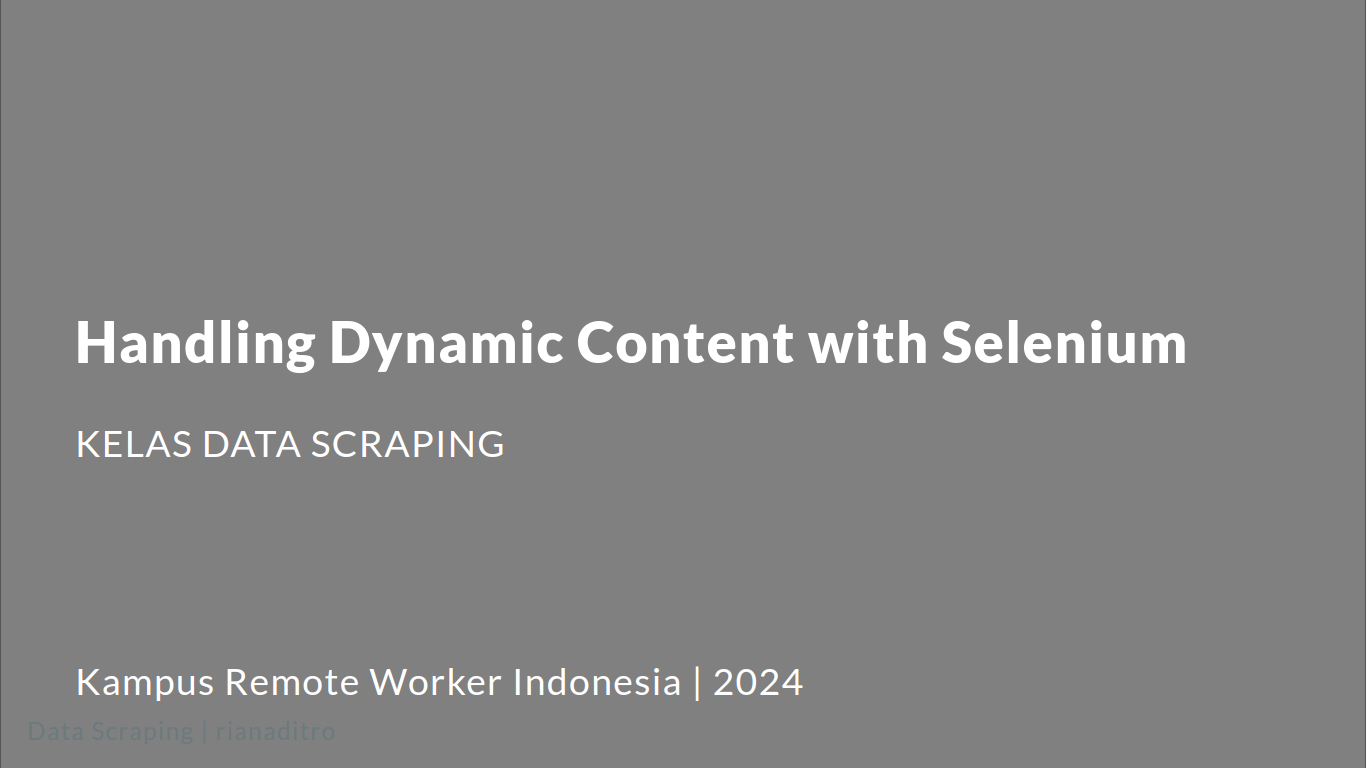 Handling Dynamic Content with Selenium
KELAS DATA SCRAPING
Kampus Remote Worker Indonesia | 2024
Data Scraping | rianaditro